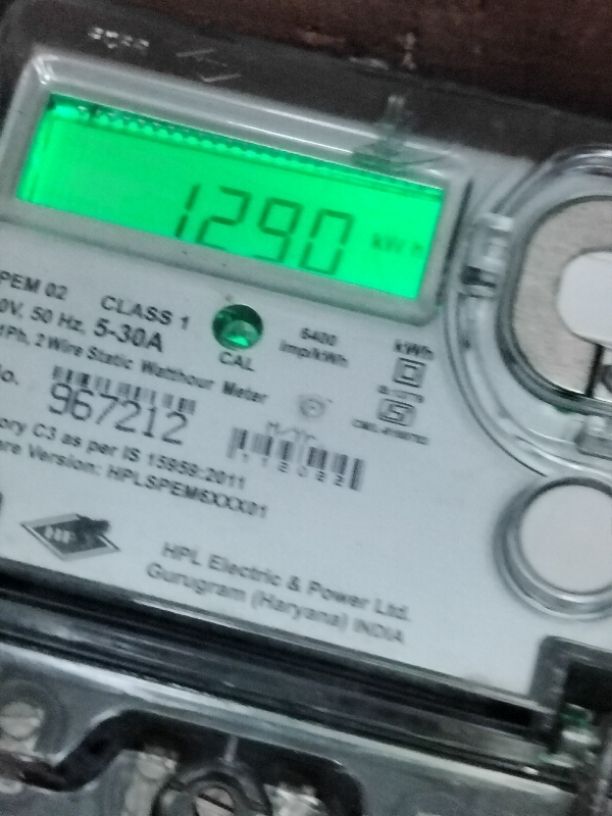 1290 kWh
PEM 02 CLASS 1
0V, 50 Hz, 5-30A
CAL
6400
imp/kWh
kWh
1Ph, 2 Wire Static Watthour Meter
No. 967212
ory C3 as per IS 15959:2011
are Version: HPLSPEM6XXX01
HPL Electric & Power Ltd.
Gurugram (Haryana) INDIA